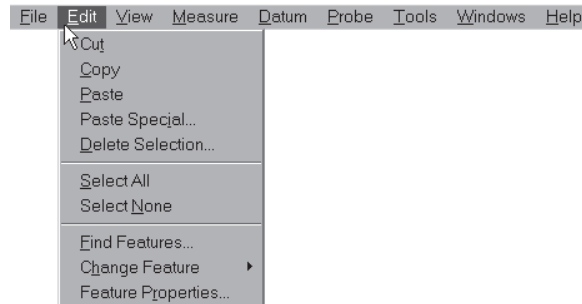 File Edit View Measure Datum Probe Tools Windows Help
Cut
Copy
Paste
Paste Special...
Delete Selection...
Select All
Select None
Find Features...
Change Feature
Feature Properties...